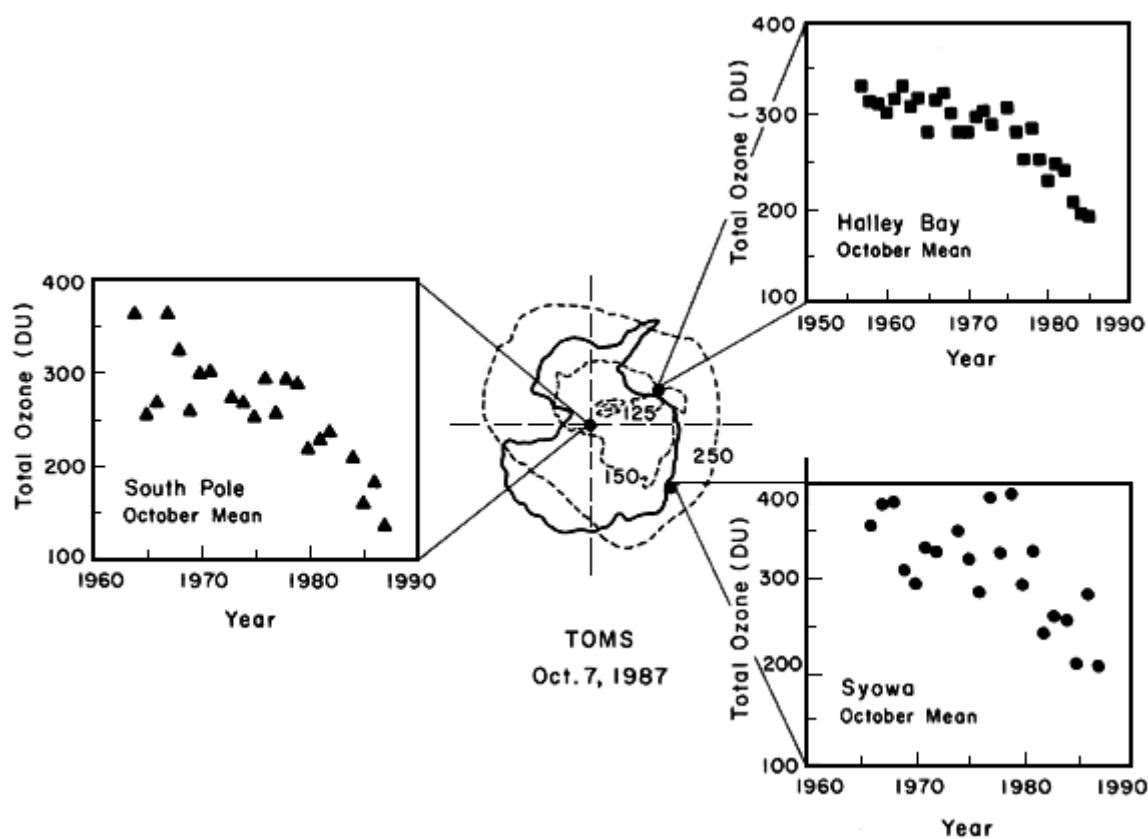 400
300
200
100
Total Ozone (DU)
Halley Bay
October Mean
1950 1960 1970 1980 1990
Year
400
300
200
100
Total Ozone (DU)
South Pole
October Mean
1960 1970 1980 1990
Year
125
150
250
TOMS
Oct. 7, 1987
400
300
200
100
Total Ozone (DU)
Syowa
October Mean
1960 1970 1980 1990
Year